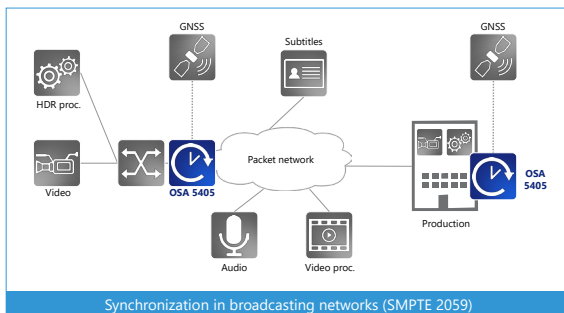 GNSS
GNSS
Subtitles
HDR proc.
Packet network
Video
OSA 5405
OSA
5405
Production
Audio
Video proc.
Synchronization in broadcasting networks (SMPTE 2059)